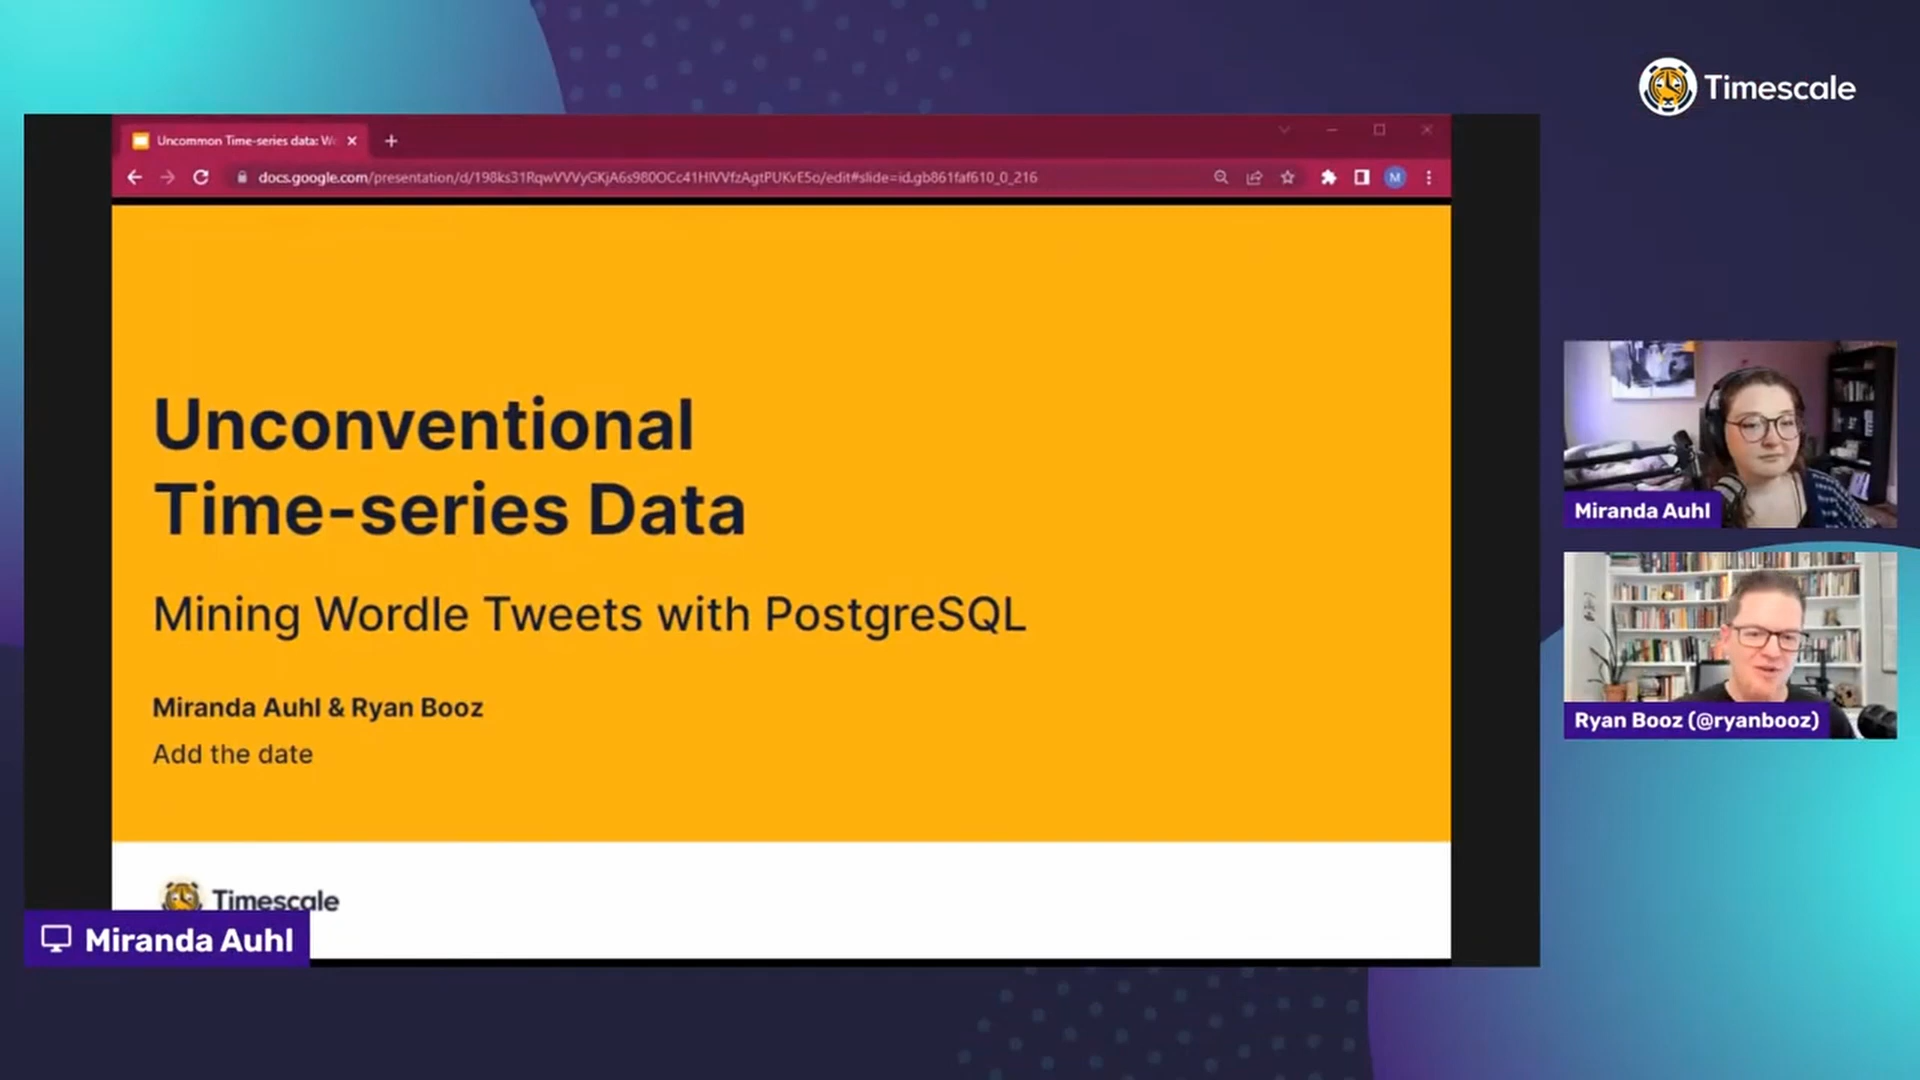 Timescale
Uncommon Time-series data: Wo
docs.google.com/presentation/d/198ks31RqwVVVyGKjA6s980OCc41HIVVfzAgtPUKvE5o/edit#slide=id.gb861faf610_0_216
M
Unconventional
Time-series Data
Mining Wordle Tweets with PostgreSQL
Miranda Auhl & Ryan Booz
Add the date
Timescale
Miranda Auhl
Miranda Auhl
Ryan Booz (@ryanbooz)